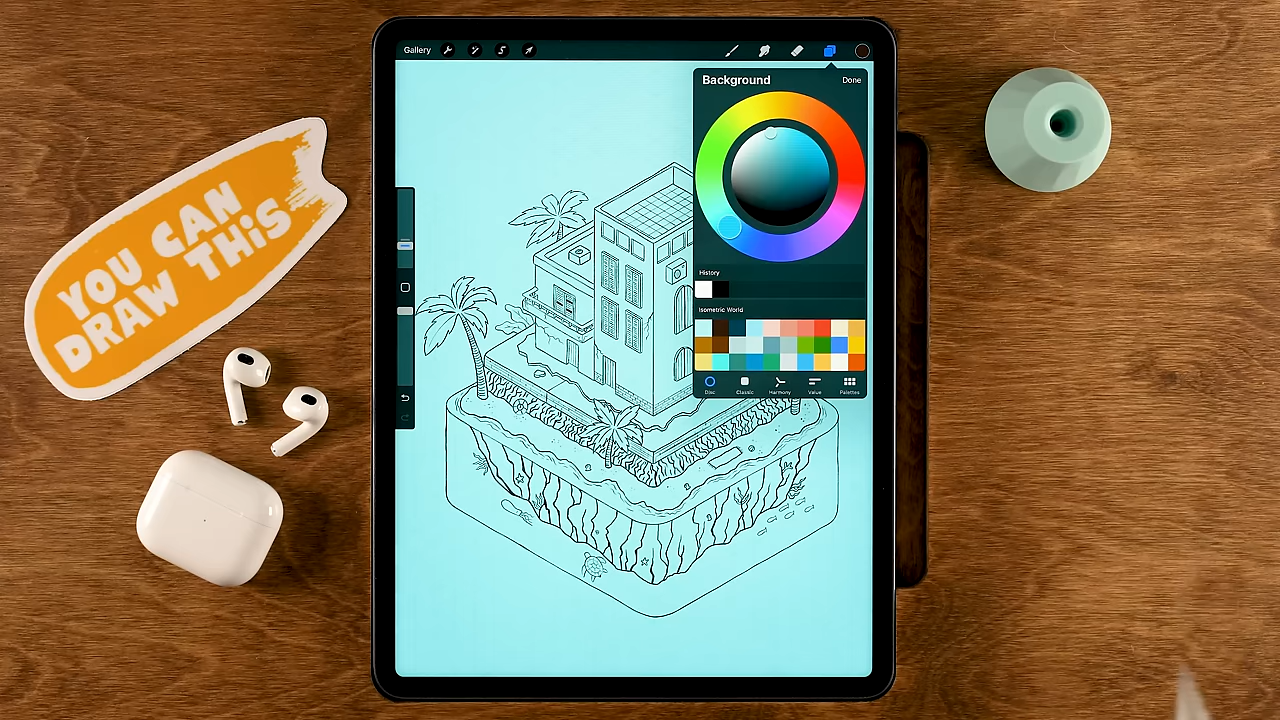 Gallery
Background
Done
YOU CAN
DRAW THiS
History
Isometric World
Disc
Classic
Harmony
Value
Palettes